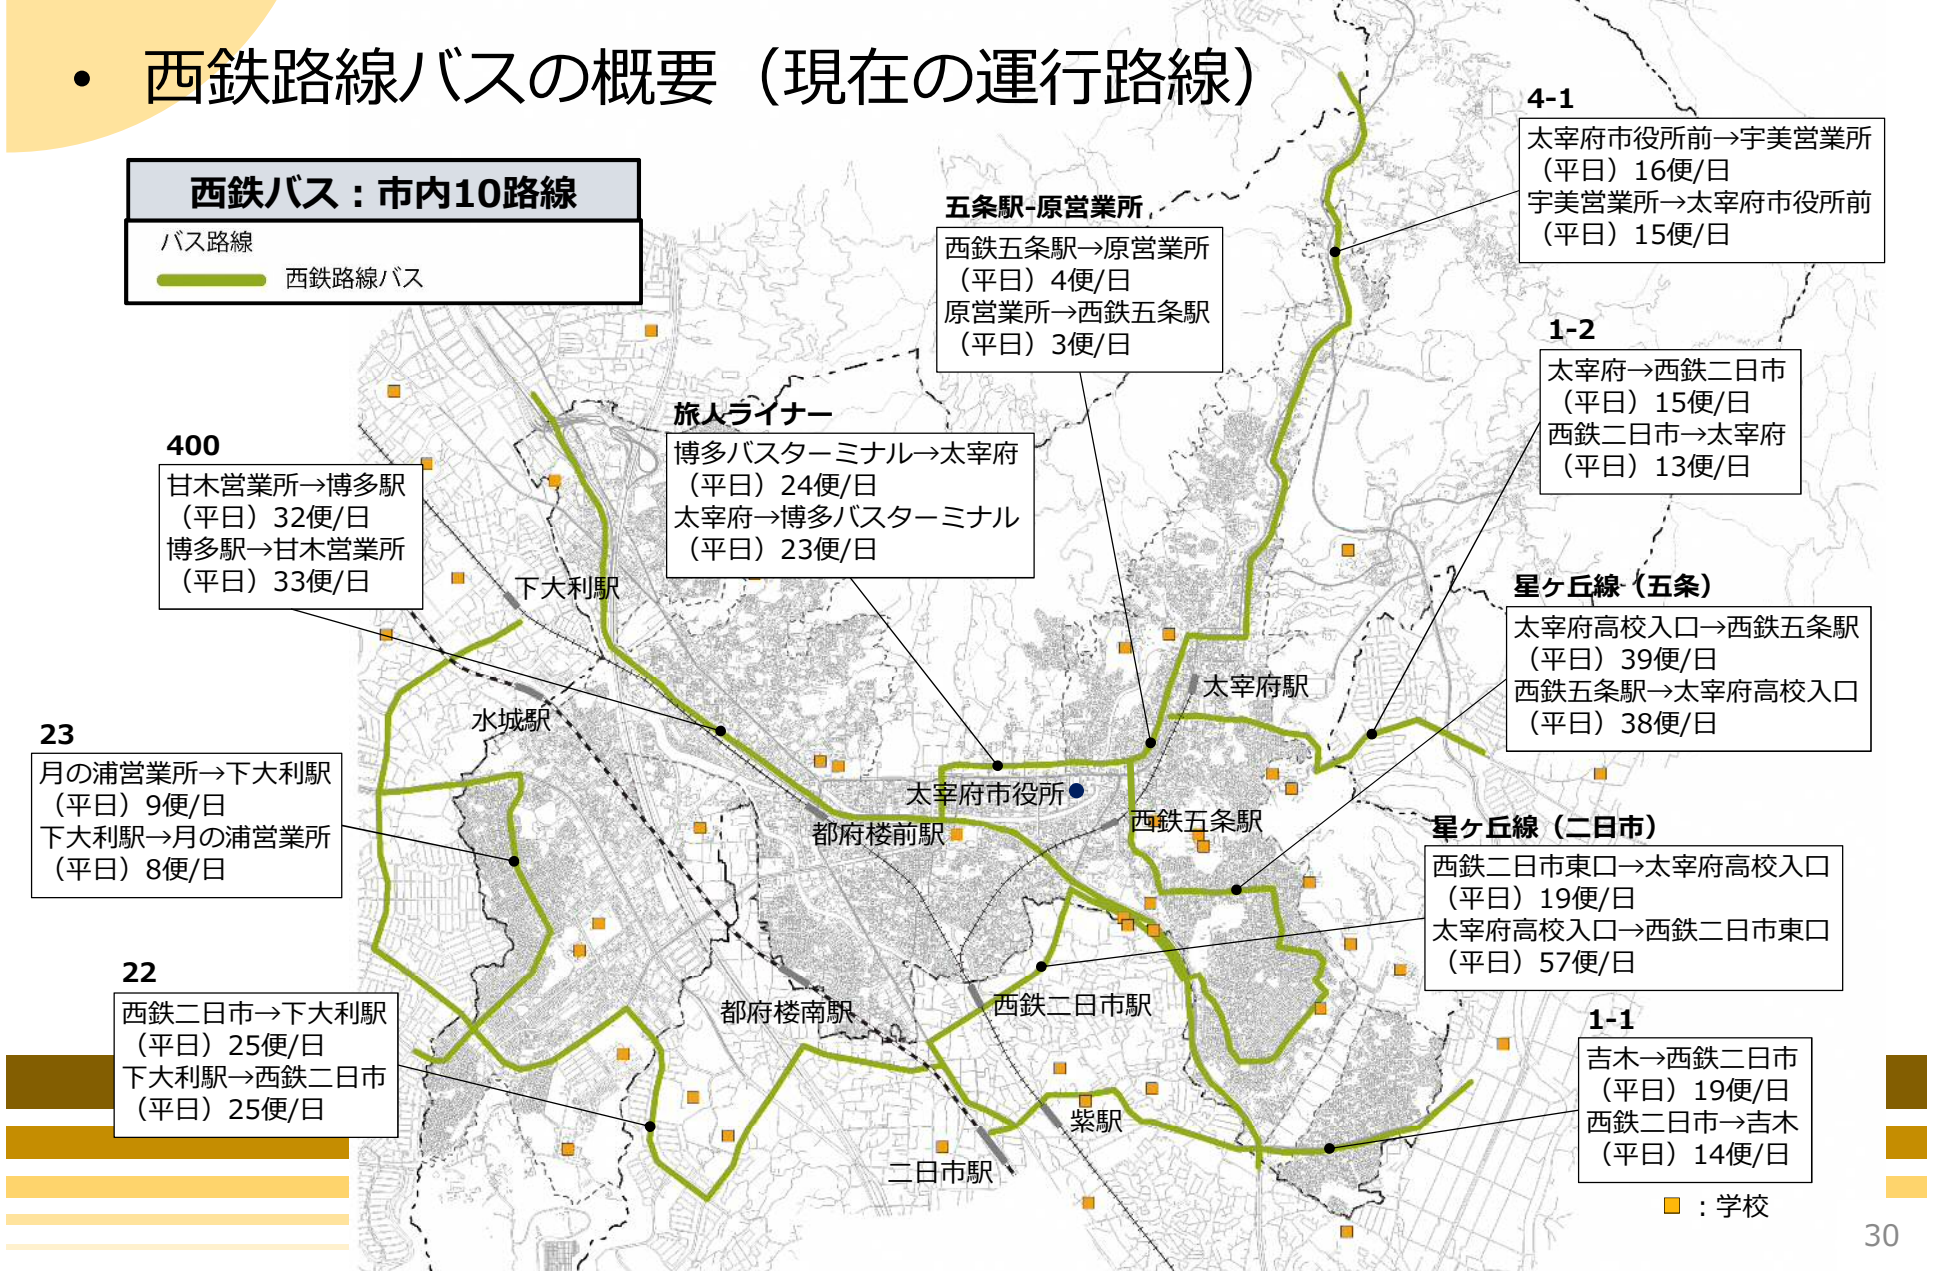 • 西鉄路線バスの概要（現在の運行路線）
西鉄バス：市内10路線
バス路線
西鉄路線バス
4-1
太宰府市役所前→宇美営業所
（平日）16便/日
宇美営業所→太宰府市役所前
（平日）15便/日
五条駅-原営業所
西鉄五条駅→原営業所
（平日）4便/日
原営業所→西鉄五条駅
（平日）3便/日
1-2
太宰府→西鉄二日市
（平日）15便/日
西鉄二日市→太宰府
（平日）13便/日
旅人ライナー
博多バスターミナル→太宰府
（平日）24便/日
太宰府→博多バスターミナル
（平日）23便/日
400
甘木営業所→博多駅
（平日）32便/日
博多駅→甘木営業所
（平日）33便/日
星ヶ丘線（五条）
太宰府高校入口→西鉄五条駅
（平日）39便/日
西鉄五条駅→太宰府高校入口
（平日）38便/日
下大利駅
太宰府駅
水城駅
23
月の浦営業所→下大利駅
（平日）9便/日
下大利駅→月の浦営業所
（平日）8便/日
太宰府市役所
都府楼前駅
西鉄五条駅
星ヶ丘線（二日市）
西鉄二日市東口→太宰府高校入口
（平日）19便/日
太宰府高校入口→西鉄二日市東口
（平日）57便/日
22
西鉄二日市→下大利駅
（平日）25便/日
下大利駅→西鉄二日市
（平日）25便/日
都府楼南駅
西鉄二日市駅
1-1
吉木→西鉄二日市
（平日）19便/日
西鉄二日市→吉木
（平日）14便/日
紫駅
二日市駅
：学校
30